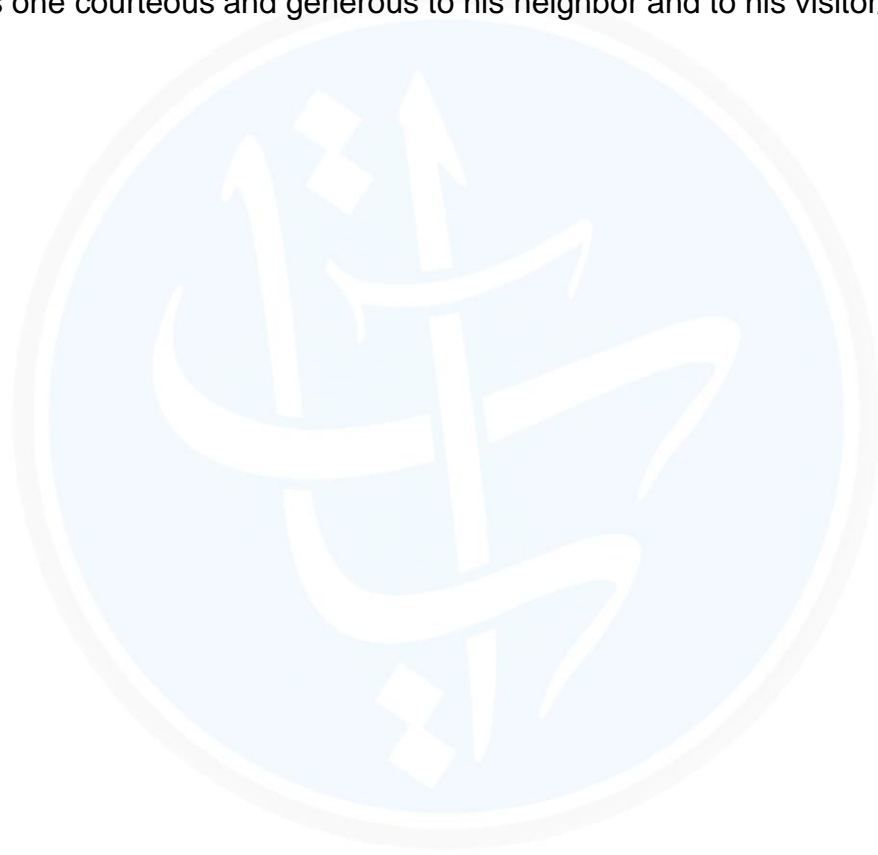 s one courteous and generous to his neighbor and to his visitor